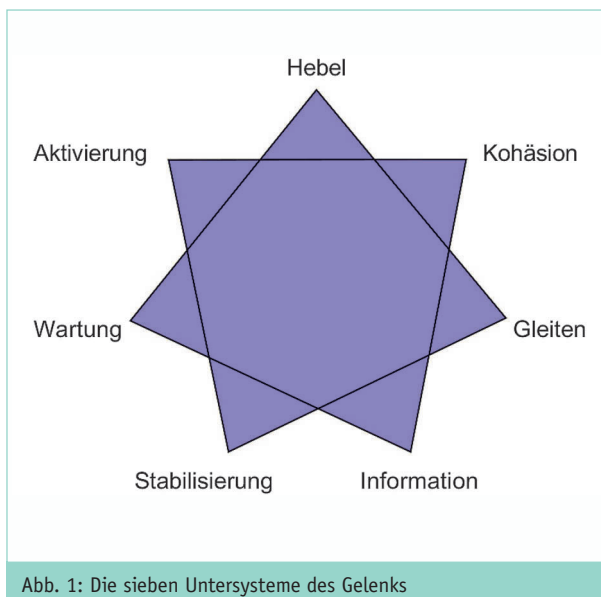 Hebel
Aktivierung
Kohäsion
Wartung
Gleiten
Stabilisierung
Information
Abb. 1: Die sieben Untersysteme des Gelenks